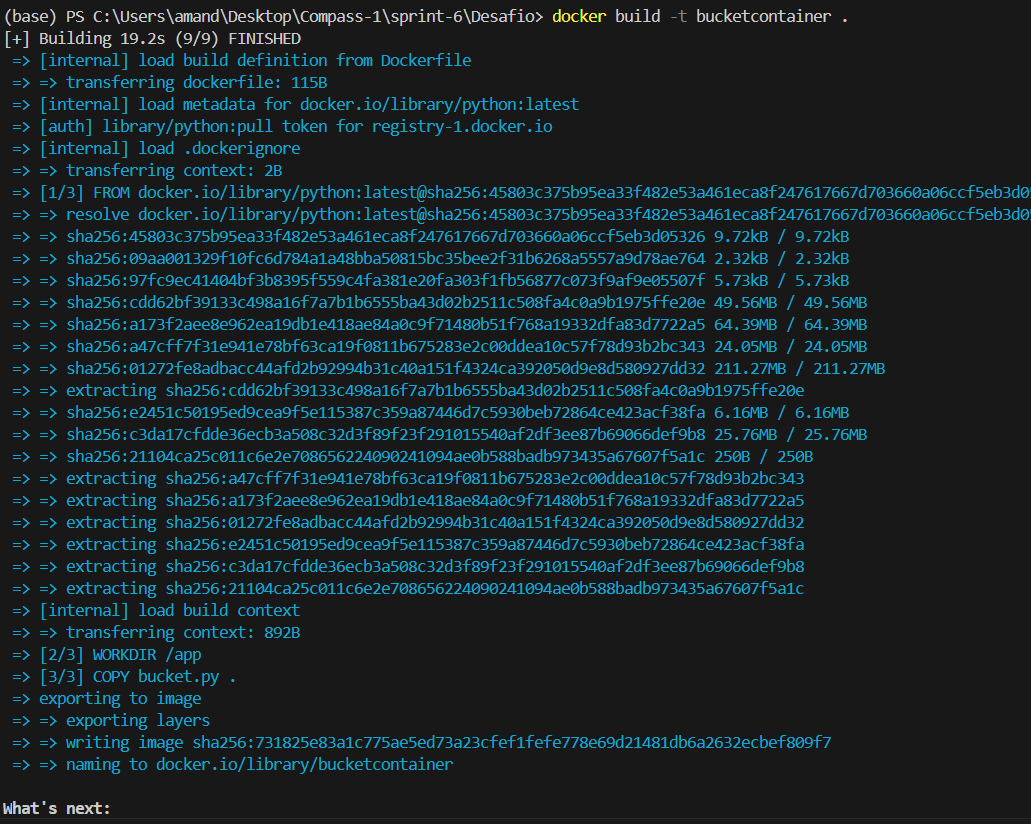 (base) PS C:\Users\amand\Desktop\Compass-1\sprint-6\Desafio> docker build -t bucketcontainer .
[+] Building 19.2s (9/9) FINISHED
=> [internal] load build definition from Dockerfile
=> => transferring dockerfile: 115B
=> [internal] load metadata for docker.io/library/python:latest
=> [auth] library/python:pull token for registry-1.docker.io
=> [internal] load .dockerignore
=> => transferring context: 2B
=> [1/3] FROM docker.io/library/python:latest@sha256:45803c375b95ea33f482e53a461eca8f247617667d703660a06ccf5eb3d05
=> => resolve docker.io/library/python:latest@sha256:45803c375b95ea33f482e53a461eca8f247617667d703660a06ccf5eb3d05
=> => sha256:45803c375b95ea33f482e53a461eca8f247617667d703660a06ccf5eb3d05326 9.72kB / 9.72kB
=> => sha256:09aa001329f10fc6d784a1a48bba50815bc35bee2f31b6268a5557a9d78ae764 2.32kB / 2.32kB
=> => sha256:97fc9ec41404bf3b8395f559c4fa381e20fa303f1fb56877c073f9af9e05507f 5.73kB / 5.73kB
=> => sha256:cdd62bf39133c498a16f7a7b1b6555ba43d02b2511c508fa4c0a9b1975ffe20e 49.56MB / 49.56MB
=> => sha256:a173f2aee8e962ea19db1e418ae84a0c9f71480b51f768a19332dfa83d7722a5 64.39MB / 64.39MB
=> => sha256:a47cff7f31e941e78bf63ca19f0811b675283e2c00ddea10c57f78d93b2bc343 24.05MB / 24.05MB
=> => sha256:01272fe8adbacc44afd2b92994b31c40a151f4324ca392050d9e8d580927dd32 211.27MB / 211.27MB
=> => extracting sha256:cdd62bf39133c498a16f7a7b1b6555ba43d02b2511c508fa4c0a9b1975ffe20e
=> => sha256:e2451c50195ed9cea9f5e115387c359a87446d7c5930beb72864ce423acf38fa 6.16MB / 6.16MB
=> => sha256:c3da17cfdde36ecb3a508c32d3f89f23f291015540af2df3ee87b69066def9b8 25.76MB / 25.76MB
=> => sha256:21104ca25c011c6e2e708656224090241094ae0b588badb973435a67607f5a1c 250B / 250B
=> => extracting sha256:a47cff7f31e941e78bf63ca19f0811b675283e2c00ddea10c57f78d93b2bc343
=> => extracting sha256:a173f2aee8e962ea19db1e418ae84a0c9f71480b51f768a19332dfa83d7722a5
=> => extracting sha256:01272fe8adbacc44afd2b92994b31c40a151f4324ca392050d9e8d580927dd32
=> => extracting sha256:e2451c50195ed9cea9f5e115387c359a87446d7c5930beb72864ce423acf38fa
=> => extracting sha256:c3da17cfdde36ecb3a508c32d3f89f23f291015540af2df3ee87b69066def9b8
=> => extracting sha256:21104ca25c011c6e2e708656224090241094ae0b588badb973435a67607f5a1c
=> [internal] load build context
=> => transferring context: 892B
=> [2/3] WORKDIR /app
=> [3/3] COPY bucket.py .
=> exporting to image
=> => exporting layers
=> => writing image sha256:731825e83a1c775ae5ed73a23cfef1fefe778e69d21481db6a2632ecbef809f7
=> => naming to docker.io/library/bucketcontainer
What's next: